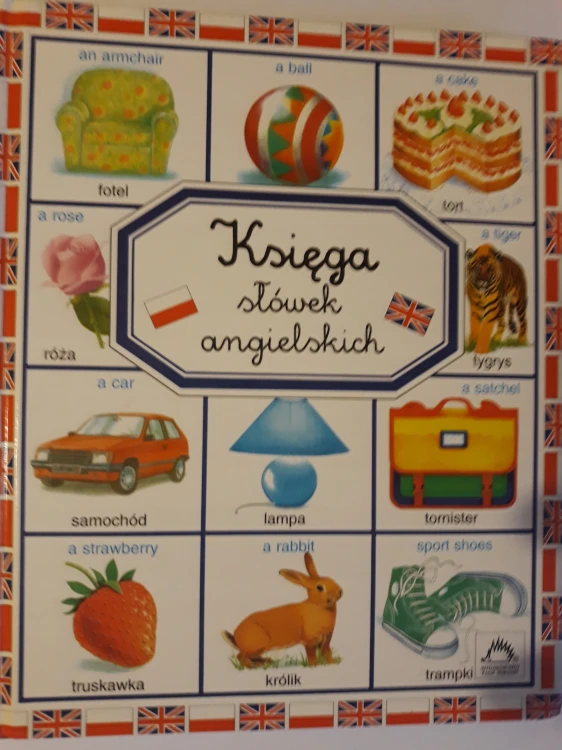 an armchair
a ball
a cake
fotel
tort
a rose
Księga
słówek
angielskich
a tiger
róża
tygrys
a car
a satchel
samochód
lampa
tornister
a strawberry
a rabbit
sport shoes
truskawka
królik
trampki